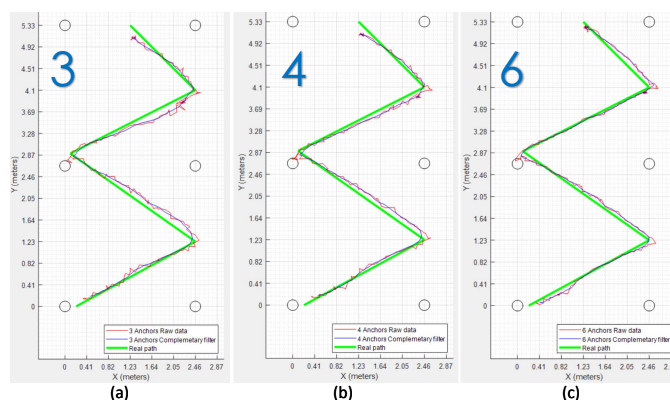 3
5.33
4.92
4.51
4.1
3.69
3.28
2.87
2.46
2.05
1.64
1.23
0.82
0.41
0
Y (meters)
3 Anchors Raw data
3 Anchors Complemetary filter
Real path
0 0.41 0.82 1.23 1.64 2.05 2.46 2.87
X (meters)
(a)
4
5.33
4.92
4.51
4.1
3.69
3.28
2.87
2.46
2.05
1.64
1.23
0.82
0.41
0
Y (meters)
4 Anchors Raw data
4 Anchors Complemetary filter
Real path
0 0.41 0.82 1.23 1.64 2.05 2.46 2.87
X (meters)
(b)
6
5.33
4.92
4.51
4.1
3.69
3.28
2.87
2.46
2.05
1.64
1.23
0.82
0.41
0
Y (meters)
6 Anchors Raw data
6 Anchors Complemetary filter
Real path
0 0.41 0.82 1.23 1.64 2.05 2.46
X (meters)
(c)